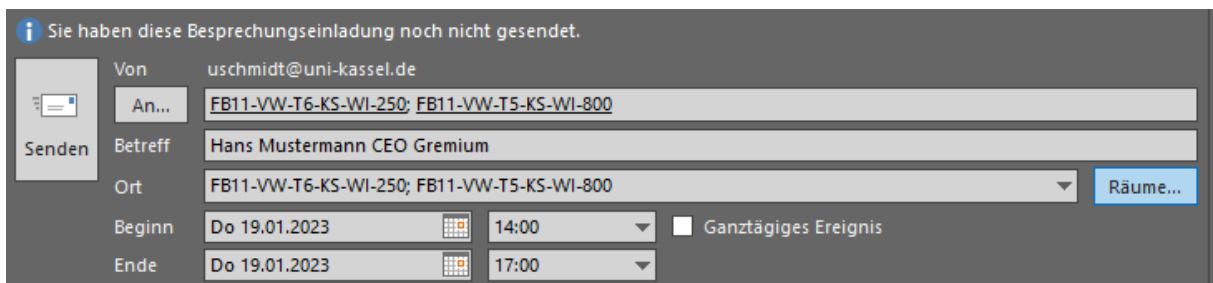 Sie haben diese Besprechungseinladung noch nicht gesendet.
Von uschmidt@uni-kassel.de
An... FB11-VW-T6-KS-WI-250; FB11-VW-T5-KS-WI-800
Senden
Betreff Hans Mustermann CEO Gremium
Ort FB11-VW-T6-KS-WI-250; FB11-VW-T5-KS-WI-800 Räume...
Beginn Do 19.01.2023 14:00 Ganztägiges Ereignis
Ende Do 19.01.2023 17:00